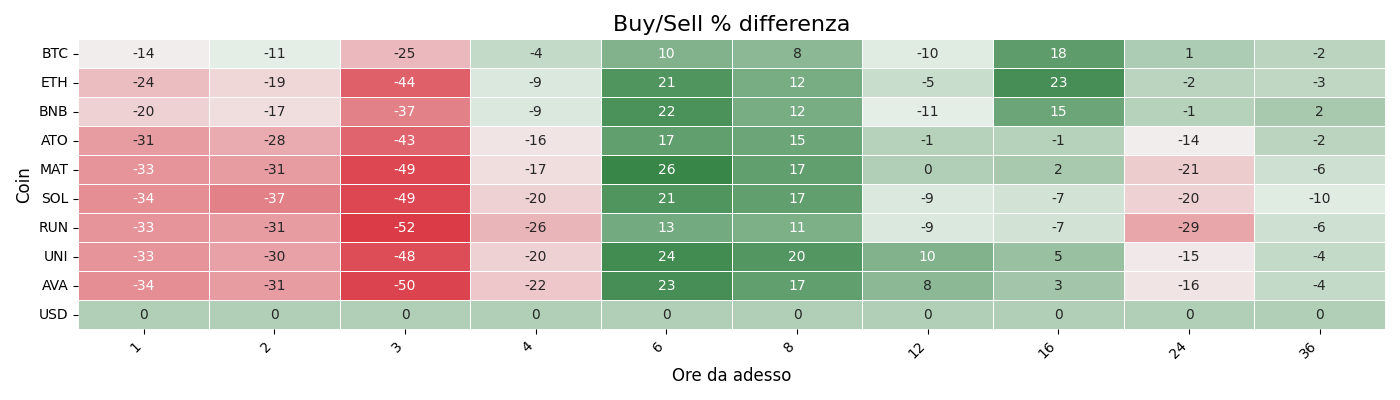 Buy/Sell % differenza
Coin
BTC -14 -11 -25 -4 10 8 -10 18 1 -2
ETH -24 -19 -44 -9 21 12 -5 23 -2 -3
BNB -20 -17 -37 -9 22 12 -11 15 -1 2
ATO -31 -28 -43 -16 17 15 -1 -1 -14 -2
MAT -33 -31 -49 -17 26 17 0 2 -21 -6
SOL -34 -37 -49 -20 21 17 -9 -7 -20 -10
RUN -33 -31 -52 -26 13 11 -9 -7 -29 -6
UNI -33 -30 -48 -20 24 20 10 5 -15 -4
AVA -34 -31 -50 -22 23 17 8 3 -16 -4
USD 0 0 0 0 0 0 0 0 0 0
1 2 3 4 6 8 12 16 24 36
Ore da adesso